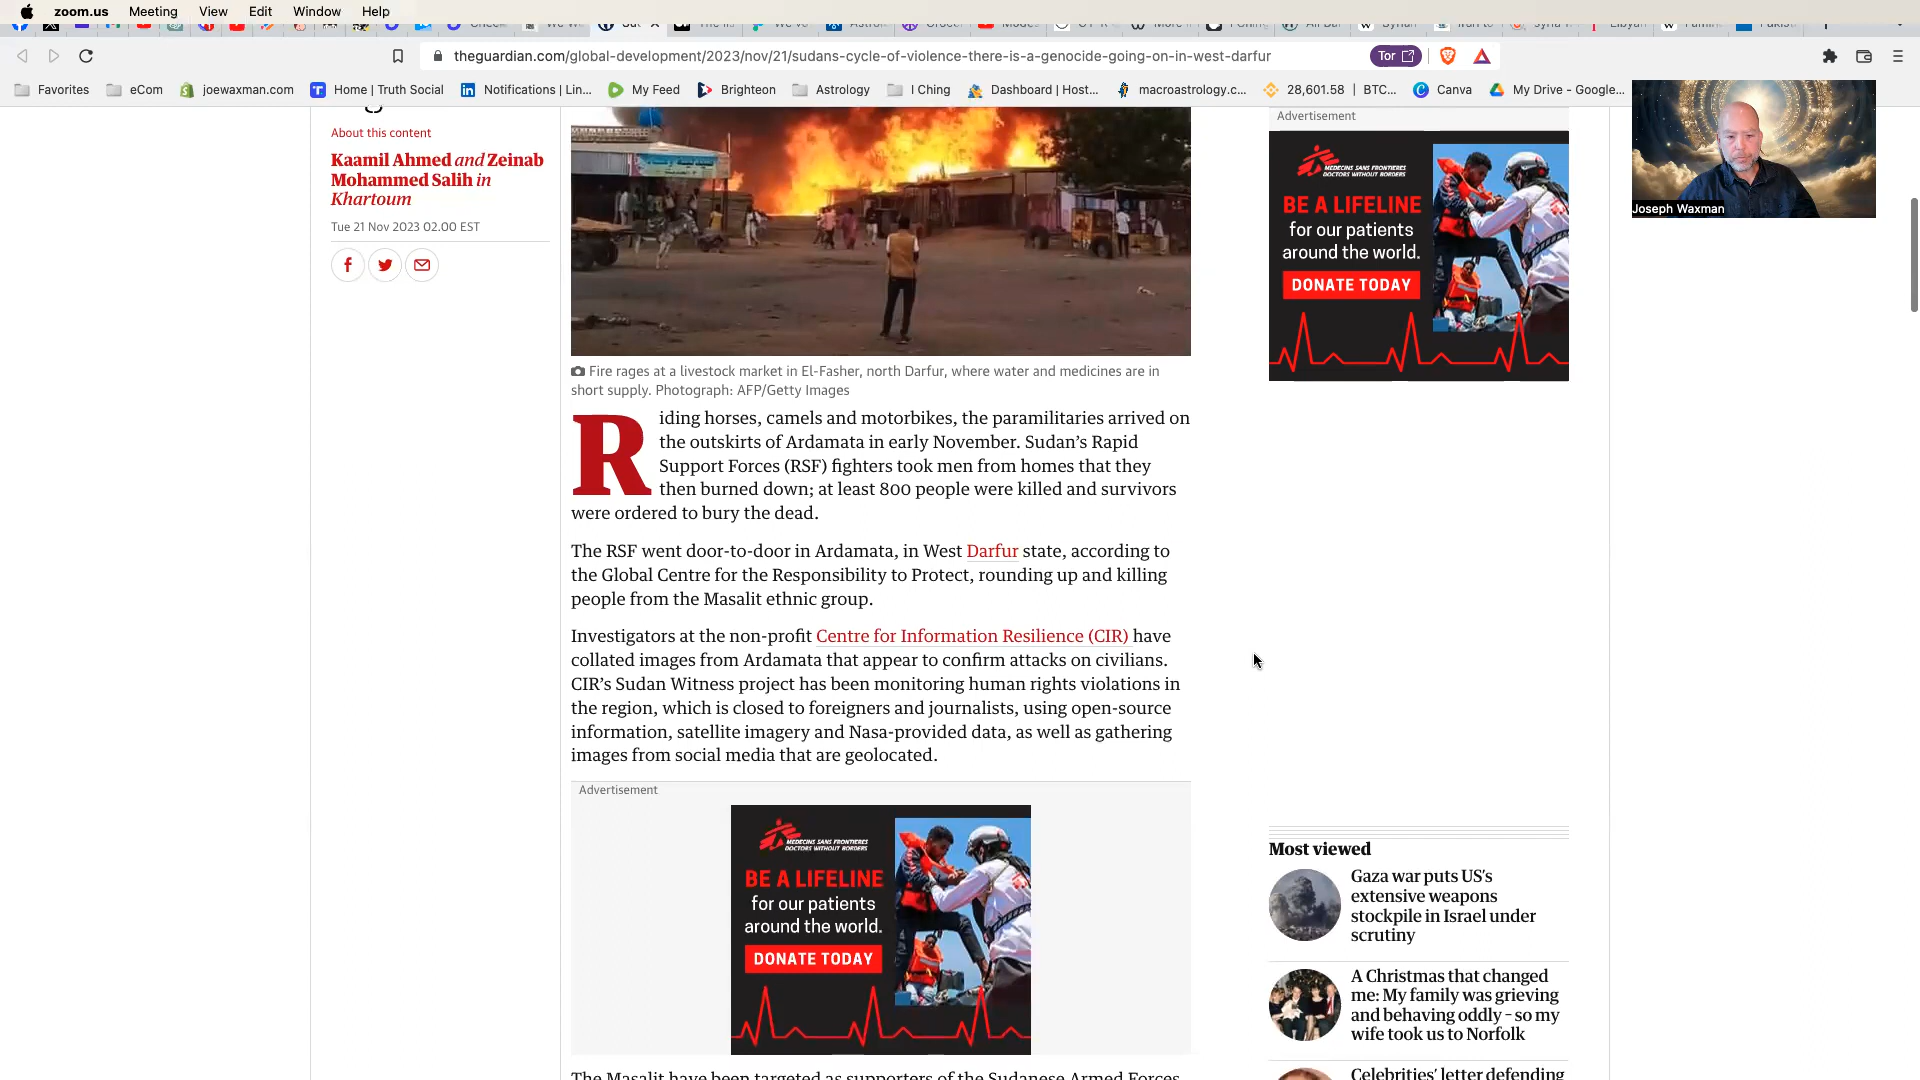 zoom.us Meeting View Edit Window Help
theguardian.com/global-development/2023/nov/21/sudans-cycle-of-violence-there-is-a-genocide-going-on-in-west-darfur
Tor
Favorites eCom joewaxman.com Home | Truth Social Notifications | Lin... My Feed Brighteon Astrology I Ching Dashboard | Host... macroastrology.c... 28,601.58 | BTC... Canva My Drive - Google...
Joseph Waxman
About this content
Kaamil Ahmed and Zeinab
Mohammed Salih in
Khartoum
Tue 21 Nov 2023 02.00 EST
Fire rages at a livestock market in El-Fasher, north Darfur, where water and medicines are in
short supply. Photograph: AFP/Getty Images
Riding horses, camels and motorbikes, the paramilitaries arrived on
the outskirts of Ardamata in early November. Sudan’s Rapid
Support Forces (RSF) fighters took men from homes that they
then burned down; at least 800 people were killed and survivors
were ordered to bury the dead.
The RSF went door-to-door in Ardamata, in West Darfur state, according to
the Global Centre for the Responsibility to Protect, rounding up and killing
people from the Masalit ethnic group.
Investigators at the non-profit Centre for Information Resilience (CIR) have
collated images from Ardamata that appear to confirm attacks on civilians.
CIR’s Sudan Witness project has been monitoring human rights violations in
the region, which is closed to foreigners and journalists, using open-source
information, satellite imagery and Nasa-provided data, as well as gathering
images from social media that are geolocated.
Advertisement
MEDECINS SANS FRONTIERES
DOCTORS WITHOUT BORDERS
BE A LIFELINE
for our patients
around the world.
DONATE TODAY
The Masalit have been targeted as supporters of the Sudanese Armed Forces
Advertisement
MEDECINS SANS FRONTIERES
DOCTORS WITHOUT BORDERS
BE A LIFELINE
for our patients
around the world.
DONATE TODAY
Most viewed
Gaza war puts US’s
extensive weapons
stockpile in Israel under
scrutiny
A Christmas that changed
me: My family was grieving
and behaving oddly – so my
wife took us to Norfolk
Celebrities’ letter defending